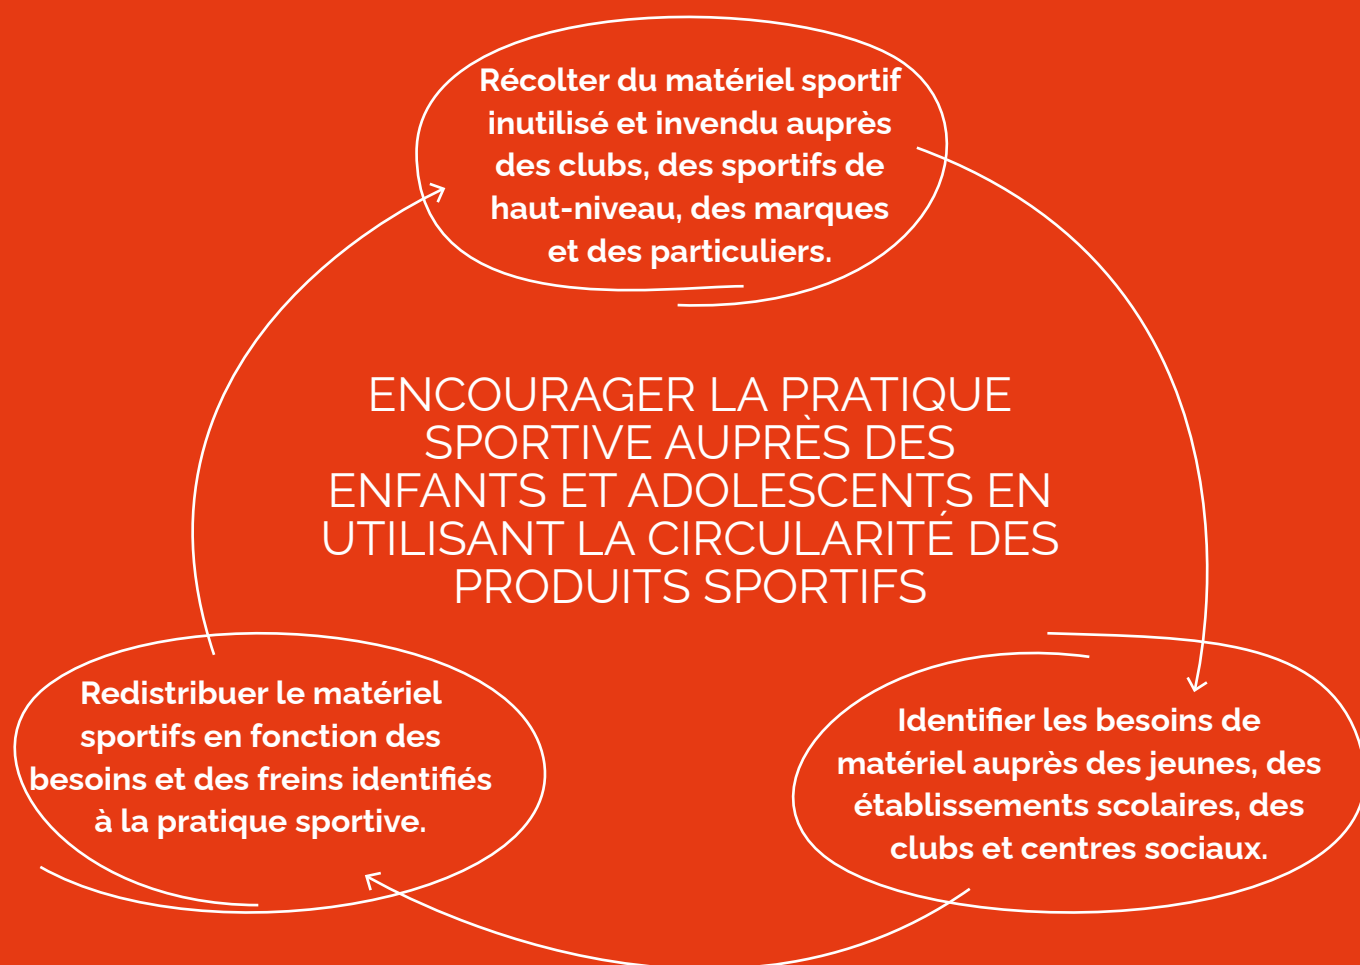 Récolter du matériel sportif
inutilisé et invendu auprès
des clubs, des sportifs de
haut-niveau, des marques
et des particuliers.
ENCOURAGER LA PRATIQUE
SPORTIVE AUPRÈS DES
ENFANTS ET ADOLESCENTS EN
UTILISANT LA CIRCULARITÉ DES
PRODUITS SPORTIFS
Redistribuer le matériel
sportifs en fonction des
besoins et des freins identifiés
à la pratique sportive.
Identifier les besoins de
matériel auprès des jeunes, des
établissements scolaires, des
clubs et centres sociaux.